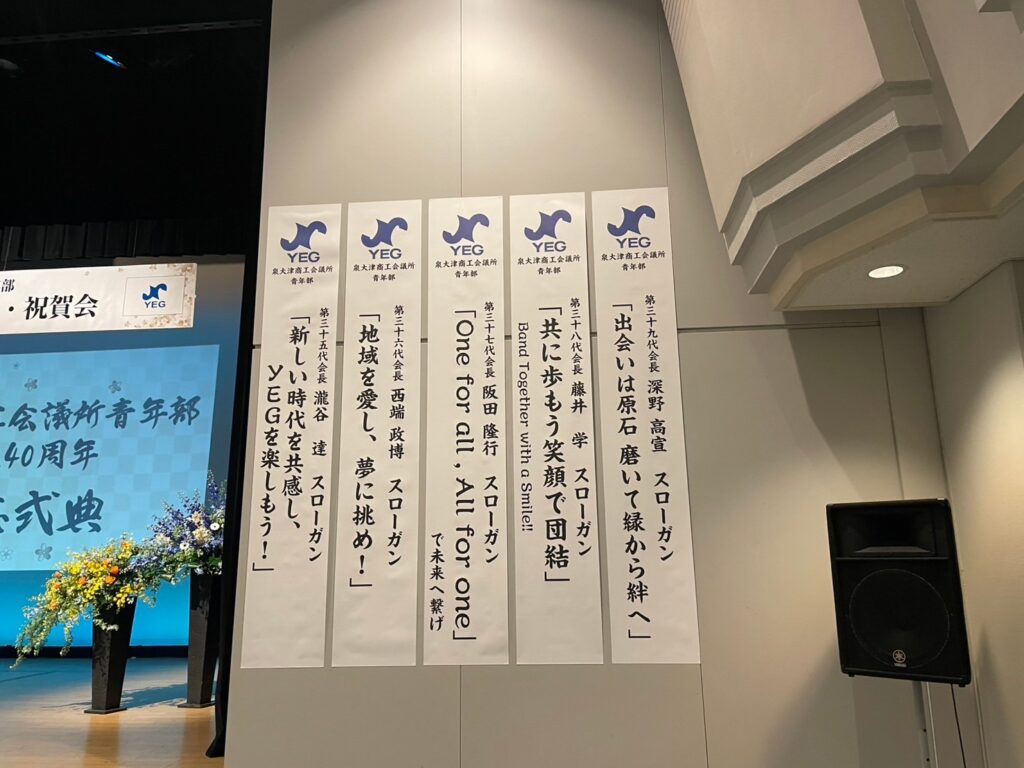 部
・祝賀会
YEG
会議所青年部
40周年
式典
YEG
泉大津商工会議所
青年部
第三十五代会長 瀧谷 達 スローガン
「新しい時代を共感し、
YEGを楽しもう！」
YEG
泉大津商工会議所
青年部
第三十六代会長 西端 政博 スローガン
「地域を愛し、夢に挑め！」
YEG
泉大津商工会議所
青年部
第三十七代会長 阪田 隆行 スローガン
「One for all , All for one」
で未来へ繋げ
YEG
泉大津商工会議所
青年部
第三十八代会長 藤井 学 スローガン
「共に歩もう笑顔で団結」
Band Together with a Smile!!
YEG
泉大津商工会議所
青年部
第三十九代会長 深野 高宣 スローガン
「出会いは原石 磨いて縁から絆へ」
YAMAHA